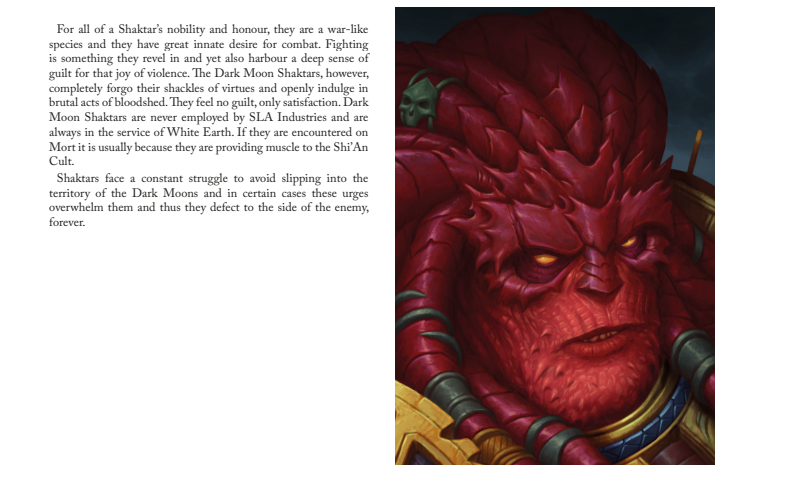 For all of a Shaktar's nobility and honour, they are a war-like
species and they have great innate desire for combat. Fighting
is something they revel in and yet also harbour a deep sense of
guilt for that joy of violence. The Dark Moon Shaktars, however,
completely forgo their shackles of virtues and openly indulge in
brutal acts of bloodshed. They feel no guilt, only satisfaction. Dark
Moon Shaktars are never employed by SLA Industries and are
always in the service of White Earth. If they are encountered on
Mort it is usually because they are providing muscle to the Shi'An
Cult.
Shaktars face a constant struggle to avoid slipping into the
territory of the Dark Moons and in certain cases these urges
overwhelm them and thus they defect to the side of the enemy,
forever.